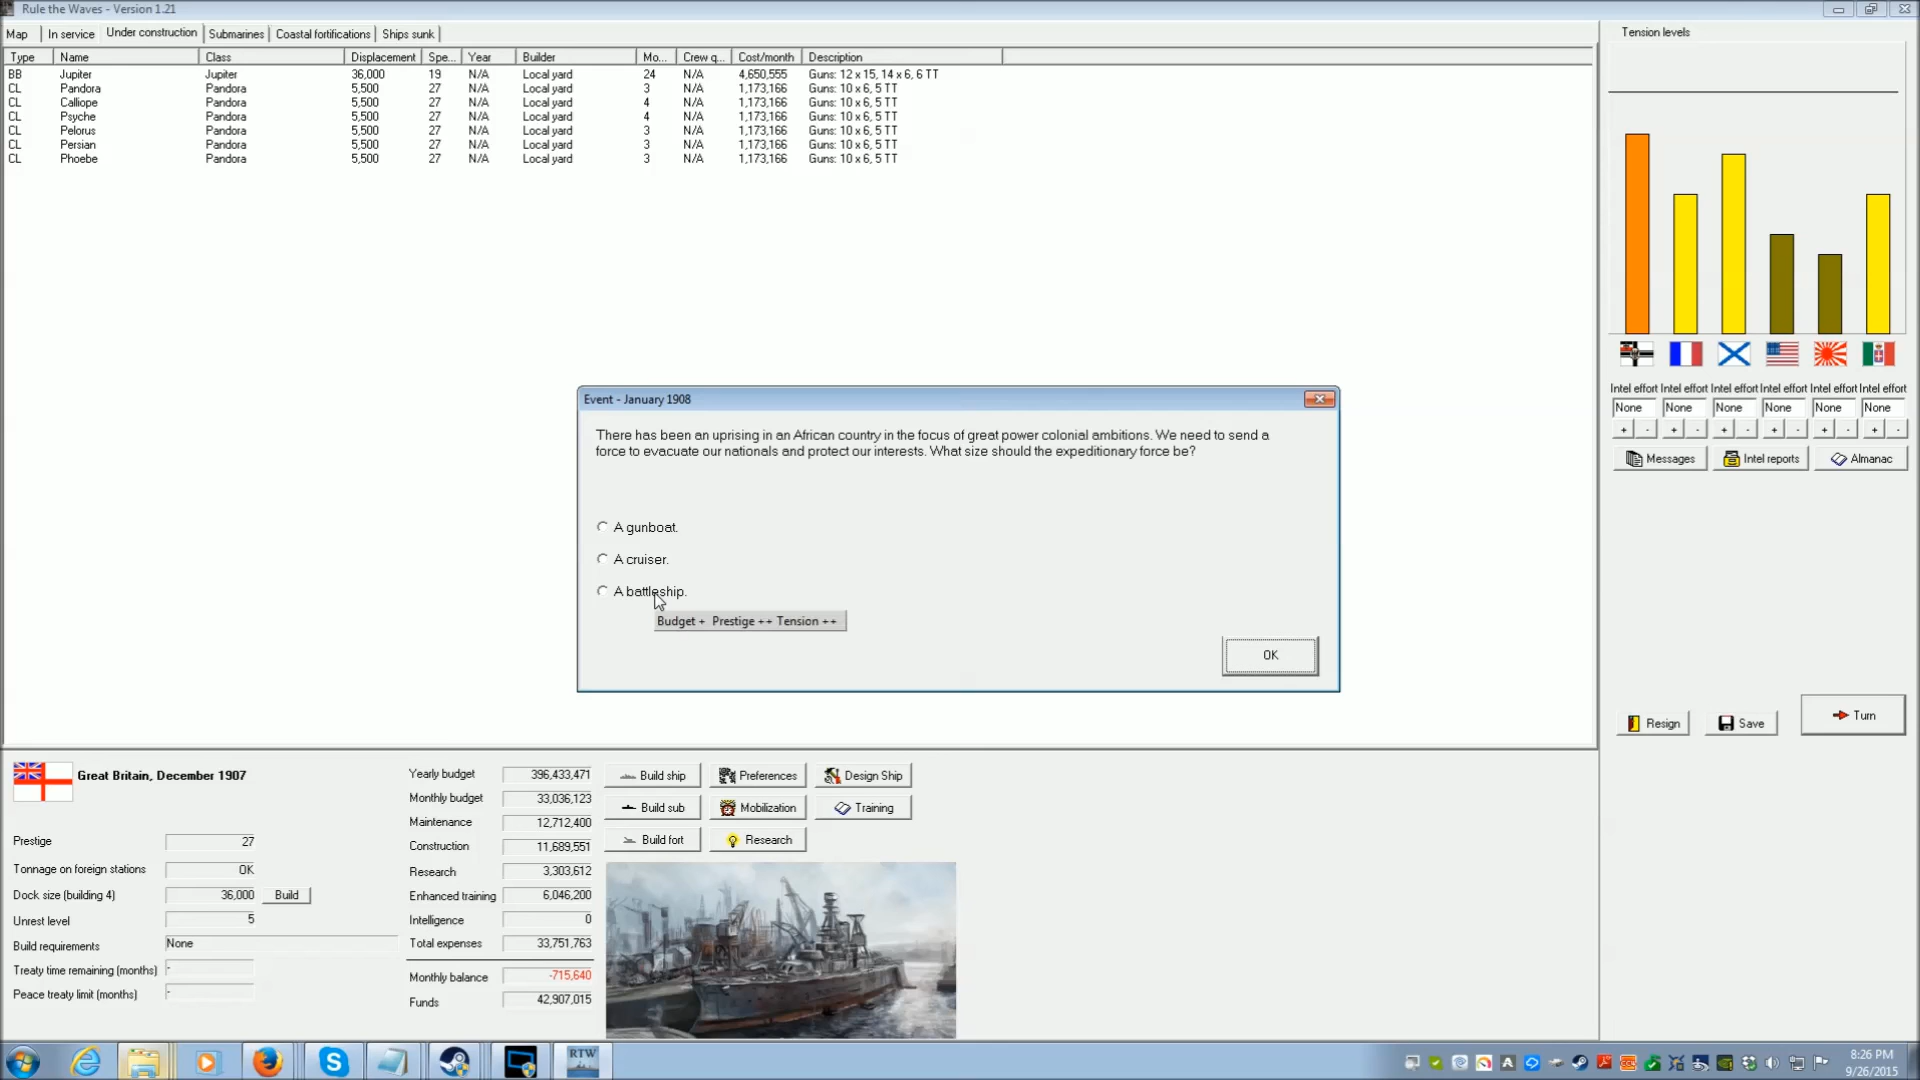 Rule the Waves - Version 1.21
Map In service Under construction Submarines Coastal fortifications Ships sunk
Type Name Class Displacement Spe... Year Builder Mo... Crew q... Cost/month Description
BB Jupiter Jupiter 36,000 19 N/A Local yard 24 N/A 4,650,555 Guns: 12 x 15, 14 x 6, 6 TT
CL Pandora Pandora 5,500 27 N/A Local yard 3 N/A 1,173,166 Guns: 10 x 6, 5 TT
CL Calliope Pandora 5,500 27 N/A Local yard 4 N/A 1,173,166 Guns: 10 x 6, 5 TT
CL Psyche Pandora 5,500 27 N/A Local yard 4 N/A 1,173,166 Guns: 10 x 6, 5 TT
CL Pelorus Pandora 5,500 27 N/A Local yard 3 N/A 1,173,166 Guns: 10 x 6, 5 TT
CL Persian Pandora 5,500 27 N/A Local yard 3 N/A 1,173,166 Guns: 10 x 6, 5 TT
CL Phoebe Pandora 5,500 27 N/A Local yard 3 N/A 1,173,166 Guns: 10 x 6, 5 TT
Tension levels
Intel effort Intel effort Intel effort Intel effort Intel effort Intel effort
None None None None None None
+ - + - + - + - + - + -
Messages Intel reports Almanac
Event - January 1908
There has been an uprising in an African country in the focus of great power colonial ambitions. We need to send a
force to evacuate our nationals and protect our interests. What size should the expeditionary force be?
A gunboat.
A cruiser.
A battleship.
Budget + Prestige ++ Tension ++
OK
Resign Save Turn
Great Britain, December 1907
Prestige 27
Tonnage on foreign stations OK
Dock size (building 4) 36,000 Build
Unrest level 5
Build requirements None
Treaty time remaining (months) -
Peace treaty limit (months) -
Yearly budget 396,433,471
Monthly budget 33,036,123
Maintenance 12,712,400
Construction 11,689,551
Research 3,303,612
Enhanced training 6,046,200
Intelligence 0
Total expenses 33,751,763
Monthly balance -715,640
Funds 42,907,015
Build ship Preferences Design Ship
Build sub Mobilization Training
Build fort Research
RTW
8:26 PM
9/26/2015